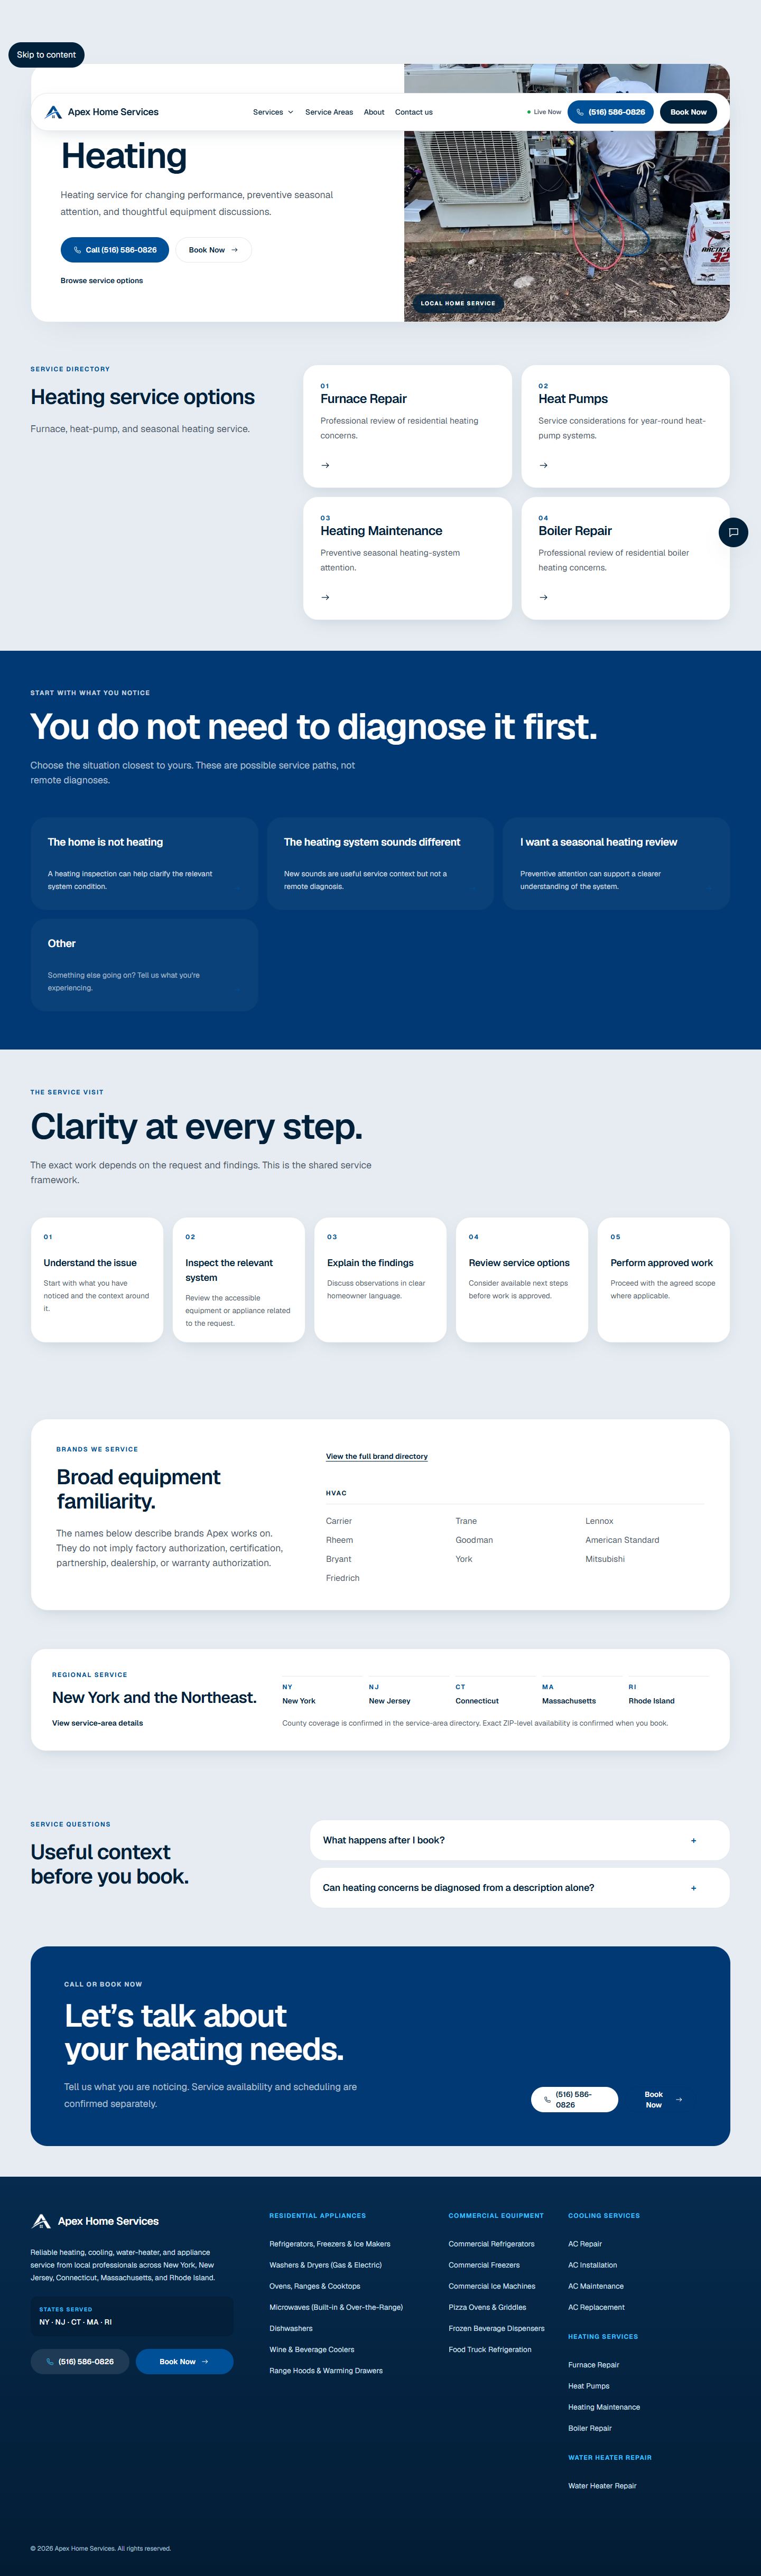 Skip to content
Apex Home Services
Services
Service Areas
About
Contact us
Live Now
(516) 586-0826
Book Now
Heating
Heating service for changing performance, preventive seasonal
attention, and thoughtful equipment discussions.
Call (516) 586-0826
Book Now
Browse service options
LOCAL HOME SERVICE
SERVICE DIRECTORY
Heating service options
Furnace, heat-pump, and seasonal heating service.
01
Furnace Repair
Professional review of residential heating
concerns.
02
Heat Pumps
Service considerations for year-round heat-
pump systems.
03
Heating Maintenance
Preventive seasonal heating-system
attention.
04
Boiler Repair
Professional review of residential boiler
heating concerns.
START WITH WHAT YOU NOTICE
You do not need to diagnose it first.
Choose the situation closest to yours. These are possible service paths, not
remote diagnoses.
The home is not heating
A heating inspection can help clarify the relevant
system condition.
The heating system sounds different
New sounds are useful service context but not a
remote diagnosis.
I want a seasonal heating review
Preventive attention can support a clearer
understanding of the system.
Other
Something else going on? Tell us what you're
experiencing.
THE SERVICE VISIT
Clarity at every step.
The exact work depends on the request and findings. This is the shared service
framework.
01
Understand the issue
Start with what you have
noticed and the context around
it.
02
Inspect the relevant
system
Review the accessible
equipment or appliance related
to the request.
03
Explain the findings
Discuss observations in clear
homeowner language.
04
Review service options
Consider available next steps
before work is approved.
05
Perform approved work
Proceed with the agreed scope
where applicable.
BRANDS WE SERVICE
Broad equipment
familiarity.
The names below describe brands Apex works on.
They do not imply factory authorization, certification,
partnership, dealership, or warranty authorization.
View the full brand directory
HVAC
Carrier
Trane
Lennox
Rheem
Goodman
American Standard
Bryant
York
Mitsubishi
Friedrich
REGIONAL SERVICE
New York and the Northeast.
View service-area details
NY
New York
NJ
New Jersey
CT
Connecticut
MA
Massachusetts
RI
Rhode Island
County coverage is confirmed in the service-area directory. Exact ZIP-level availability is confirmed when you book.
SERVICE QUESTIONS
Useful context
before you book.
What happens after I book?
+
Can heating concerns be diagnosed from a description alone?
+
CALL OR BOOK NOW
Let’s talk about
your heating needs.
Tell us what you are noticing. Service availability and scheduling are
confirmed separately.
(516) 586-
0826
Book
Now
Apex Home Services
Reliable heating, cooling, water-heater, and appliance
service from local professionals across New York, New
Jersey, Connecticut, Massachusetts, and Rhode Island.
STATES SERVED
NY · NJ · CT · MA · RI
(516) 586-0826
Book Now
RESIDENTIAL APPLIANCES
Refrigerators, Freezers & Ice Makers
Washers & Dryers (Gas & Electric)
Ovens, Ranges & Cooktops
Microwaves (Built-in & Over-the-Range)
Dishwashers
Wine & Beverage Coolers
Range Hoods & Warming Drawers
COMMERCIAL EQUIPMENT
Commercial Refrigerators
Commercial Freezers
Commercial Ice Machines
Pizza Ovens & Griddles
Frozen Beverage Dispensers
Food Truck Refrigeration
COOLING SERVICES
AC Repair
AC Installation
AC Maintenance
AC Replacement
HEATING SERVICES
Furnace Repair
Heat Pumps
Heating Maintenance
Boiler Repair
WATER HEATER REPAIR
Water Heater Repair
© 2026 Apex Home Services. All rights reserved.